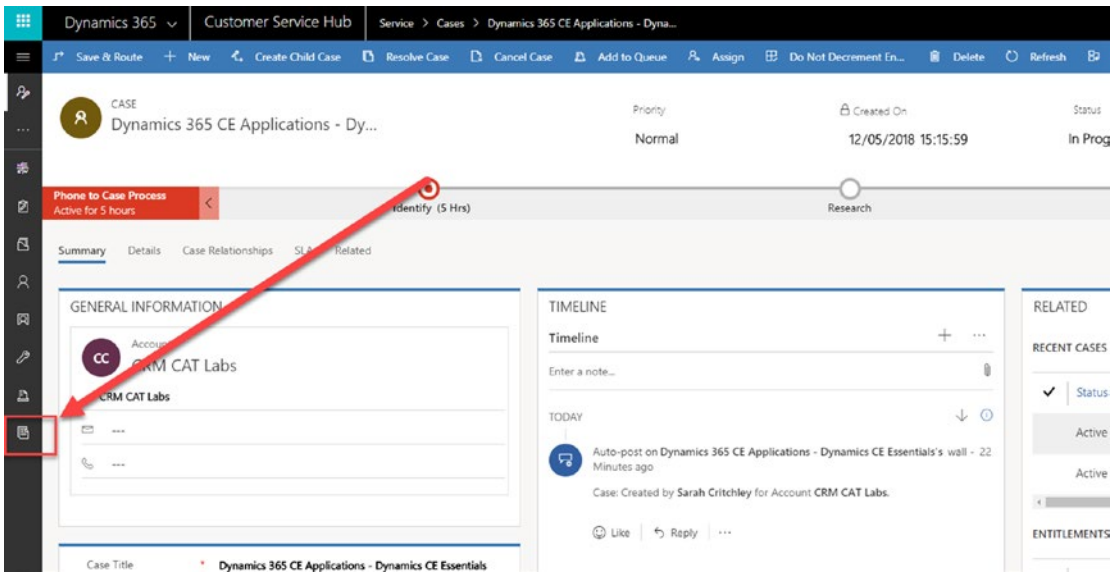 Dynamics 365 Customer Service Hub Service > Cases > Dynamics 365 CE Applications - Dyna...
Save & Route New Create Child Case Resolve Case Cancel Case Add to Queue Assign Do Not Decrement En... Delete Refresh
CASE
Dynamics 365 CE Applications - Dy...
Priority
Normal
Created On
12/05/2018 15:15:59
Status
In Prog
Phone to Case Process
Active for 5 hours
Identify (5 Hrs)
Research
Summary Details Case Relationships Related
GENERAL INFORMATION
CC
CRM CAT Labs
CRM CAT Labs
---
---
Case Title * Dynamics 365 CE Applications - Dynamics CE Essentials
TIMELINE
Timeline
Enter a note...
TODAY
Auto-post on Dynamics 365 CE Applications - Dynamics CE Essentials's wall - 22
Minutes ago
Case: Created by Sarah Critchley for Account CRM CAT Labs.
Like Reply ...
RELATED
RECENT CASES
Status
Active
Active
ENTITLEMENTS